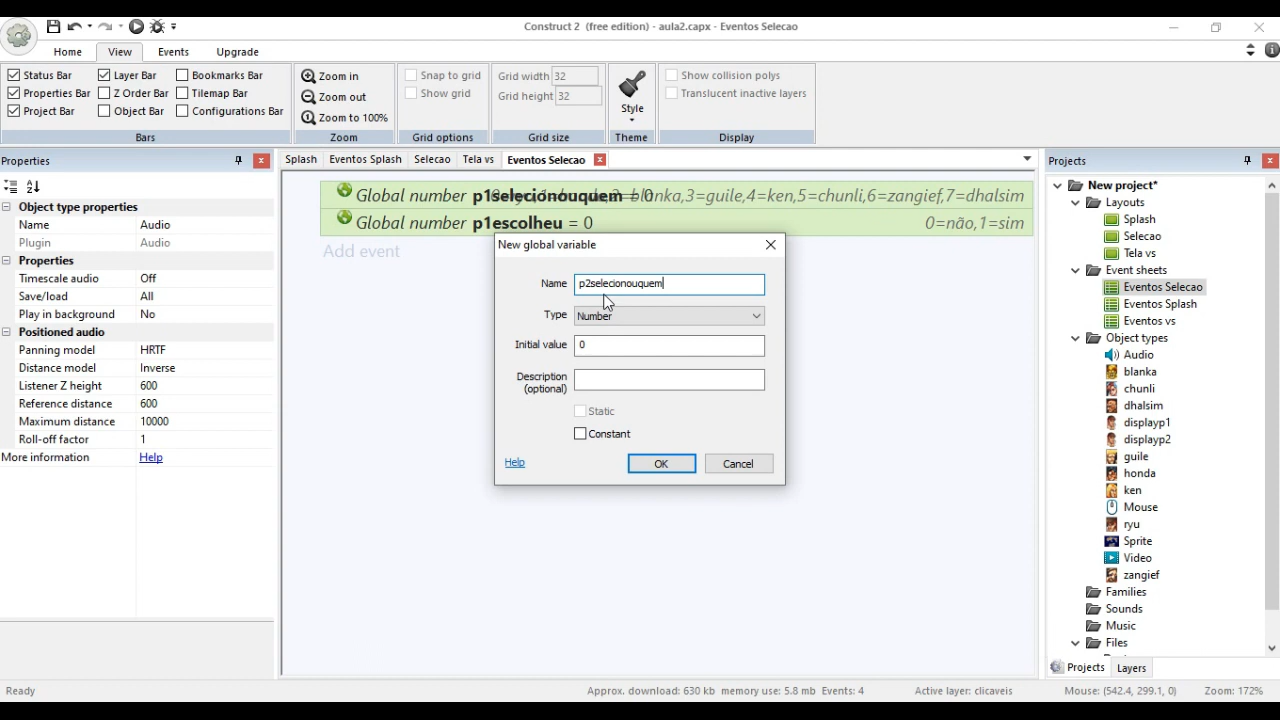 Construct 2 (free edition) - aula2.capx - Eventos Selecao
Home View Events Upgrade
Status Bar Layer Bar Bookmarks Bar
Properties Bar Z Order Bar Tilemap Bar
Project Bar Object Bar Configurations Bar
Bars
Zoom in
Zoom out
Zoom to 100%
Zoom
Snap to grid
Show grid
Grid options
Grid width 32
Grid height 32
Grid size
Style
Theme
Show collision polys
Translucent inactive layers
Display
Properties
Object type properties
Name Audio
Plugin Audio
Properties
Timescale audio Off
Save/load All
Play in background No
Positioned audio
Panning model HRTF
Distance model Inverse
Listener Z height 600
Reference distance 600
Maximum distance 10000
Roll-off factor 1
More information Help
Splash Eventos Splash Selecao Tela vs Eventos Selecao
Global number p1selecionouquem = 0 blanka,3=guile,4=ken,5=chunli,6=zangief,7=dhalsim
Global number p1escolheu = 0 0=não,1=sim
Add event
New global variable
Name p2selecionouquem
Type Number
Initial value 0
Description
(optional)
Static
Constant
Help OK Cancel
Projects
New project*
Layouts
Splash
Selecao
Tela vs
Event sheets
Eventos Selecao
Eventos Splash
Eventos vs
Object types
Audio
blanka
chunli
dhalsim
displayp1
displayp2
guile
honda
ken
Mouse
ryu
Sprite
Video
zangief
Families
Sounds
Music
Files
Projects Layers
Ready Approx. download: 630 kb memory use: 5.8 mb Events: 4 Active layer: clicaveis Mouse: (542.4, 299.1, 0) Zoom: 172%